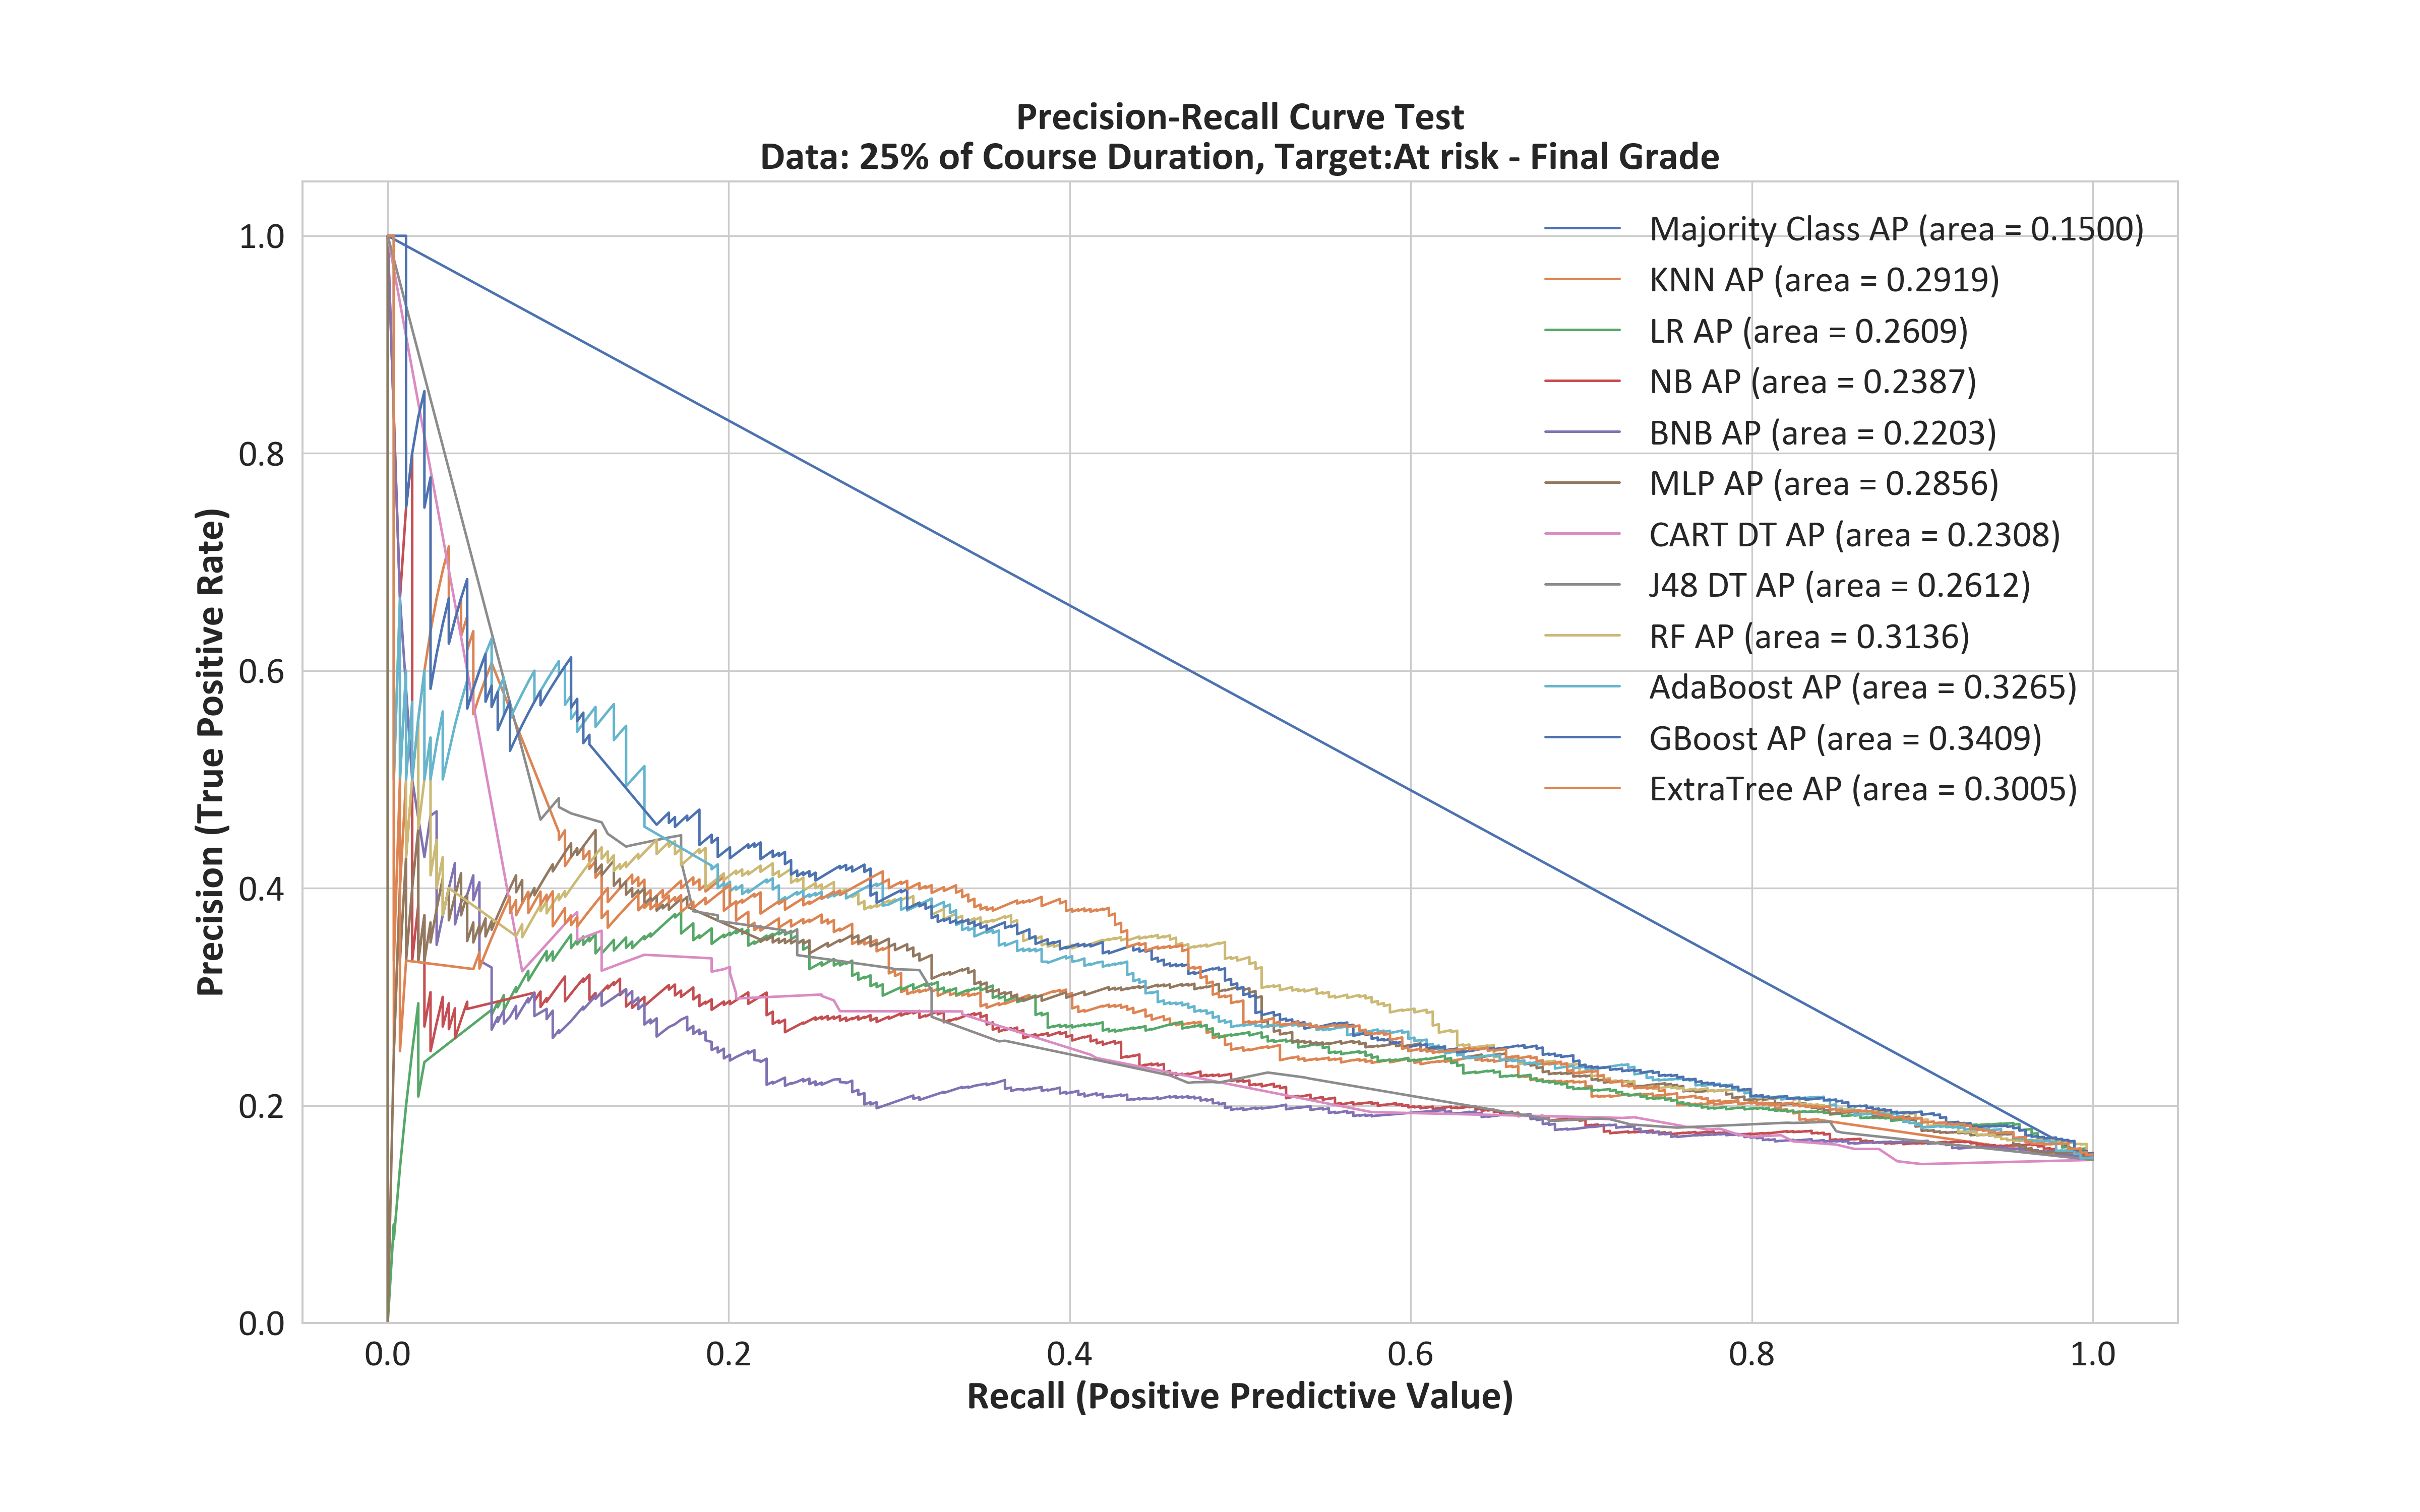 Precision-Recall Curve Test
Data: 25% of Course Duration, Target:At risk - Final Grade
Precision (True Positive Rate)
1.0
0.8
0.6
0.4
0.2
0.0
Majority Class AP (area = 0.1500)
KNN AP (area = 0.2919)
LR AP (area = 0.2609)
NB AP (area = 0.2387)
BNB AP (area = 0.2203)
MLP AP (area = 0.2856)
CART DT AP (area = 0.2308)
J48 DT AP (area = 0.2612)
RF AP (area = 0.3136)
AdaBoost AP (area = 0.3265)
GBoost AP (area = 0.3409)
ExtraTree AP (area = 0.3005)
0.0 0.2 0.4 0.6 0.8 1.0
Recall (Positive Predictive Value)